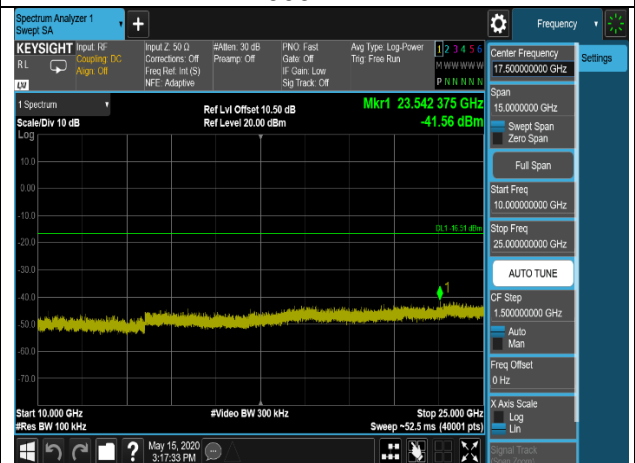 Spectrum Analyzer 1
Swept SA
Frequency
KEYSIGHT
RL
Input: RF
Coupling: DC
Align: Off
Input Z: 50 Ω
Corrections: Off
Freq Ref: Int (S)
NFE: Adaptive
#Atten: 30 dB
Preamp: Off
PNO: Fast
Gate: Off
IF Gain: Low
Sig Track: Off
Avg Type: Log-Power
Trig: Free Run
1 2 3 4 5 6
M W W W W W
P N N N N N
1 Spectrum
Scale/Div 10 dB
Ref Lvl Offset 10.50 dB
Ref Level 20.00 dBm
Mkr1 23.542 375 GHz
-41.56 dBm
Log
10.0
0.00
-10.0
-20.0
-30.0
-40.0
-50.0
-60.0
-70.0
DL1 -16.51 dBm
1
Start 10.000 GHz
#Res BW 100 kHz
#Video BW 300 kHz
Stop 25.000 GHz
Sweep ~52.5 ms (40001 pts)
May 15, 2020
3:17:33 PM
Center Frequency
17.50000000 GHz
Settings
Span
15.0000000 GHz
Swept Span
Zero Span
Full Span
Start Freq
10.000000000 GHz
Stop Freq
25.000000000 GHz
AUTO TUNE
CF Step
1.500000000 GHz
Auto
Man
Freq Offset
0 Hz
X Axis Scale
Log
Lin
Signal Track